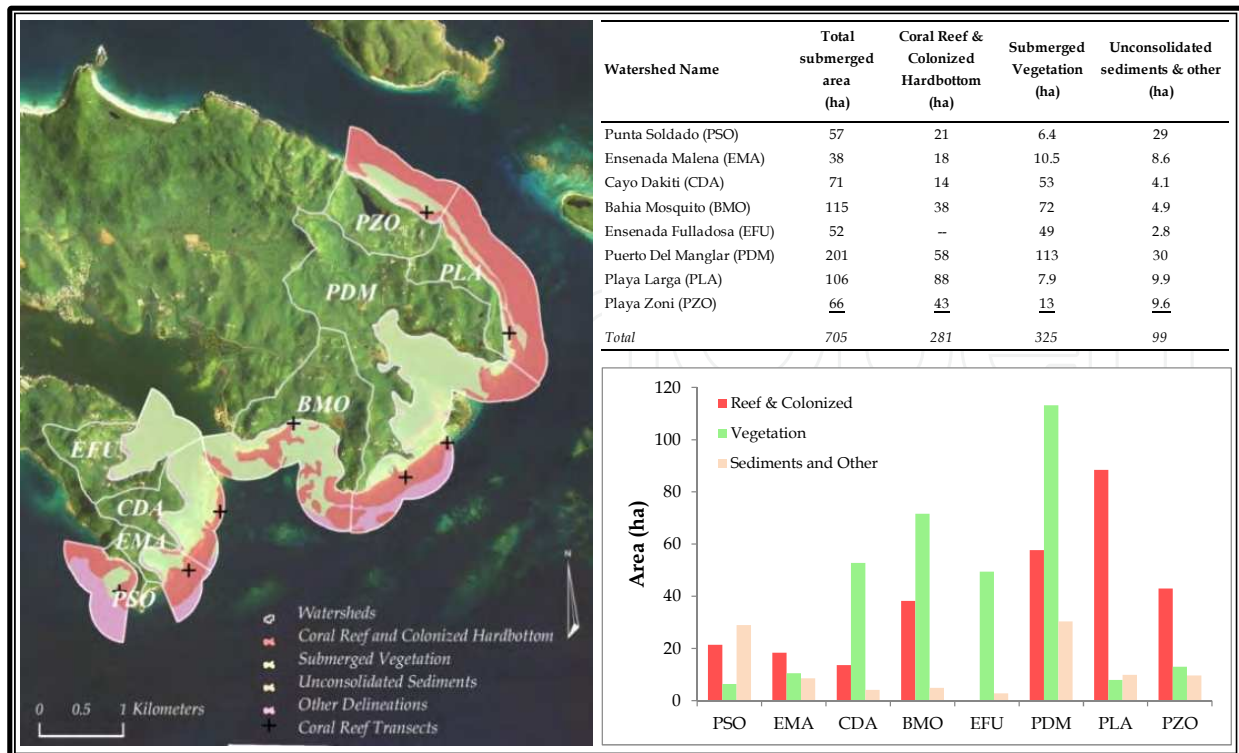 PZO
PLA
PDM
BMO
EFU
CDA
EMA
PSO
N
Watersheds
Coral Reef and Colonized Hardbottom
Submerged Vegetation
Unconsolidated Sediments
Other Delineations
Coral Reef Transects
0 0.5 1 Kilometers
Watershed Name Total submerged area (ha) Coral Reef & Colonized Hardbottom (ha) Submerged Vegetation (ha) Unconsolidated sediments & other (ha)
Punta Soldado (PSO) 57 21 6.4 29
Ensenada Malena (EMA) 38 18 10.5 8.6
Cayo Dakiti (CDA) 71 14 53 4.1
Bahia Mosquito (BMO) 115 38 72 4.9
Ensenada Fulladosa (EFU) 52 -- 49 2.8
Puerto Del Manglar (PDM) 201 58 113 30
Playa Larga (PLA) 106 88 7.9 9.9
Playa Zoni (PZO) 66 43 13 9.6
Total 705 281 325 99
Area (ha)
120
100
80
60
40
20
0
Reef & Colonized
Vegetation
Sediments and Other
PSO EMA CDA BMO EFU PDM PLA PZO